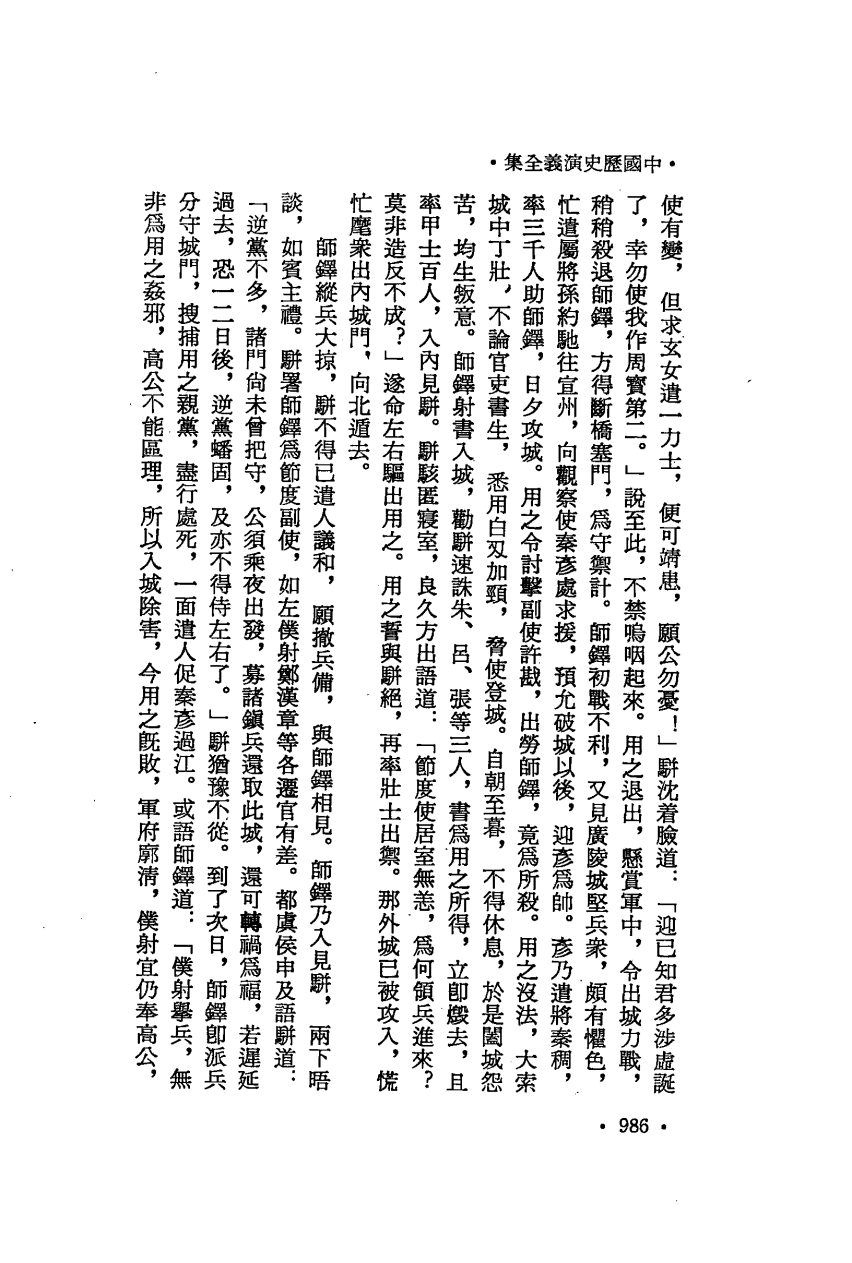 ·中國歷史演義全集·
使有變，但求玄女遣一力士，便可靖患，願公勿憂！」駢沈着臉道：「迎已知君多涉虛誕
了，幸勿使我作周寶第二。」說至此，不禁嗚咽起來。用之退出，懸賞軍中，令出城力戰，
稍稍殺退師鐸，方得斷橋塞門，爲守禦計。師鐸初戰不利，又見廣陵城堅兵衆，頗有懼色，
忙遣屬將孫約馳往宣州，向觀察使秦彥處求援，預允破城以後，迎彥爲帥。彥乃遣將秦稠，
率三千人助師鐸，日夕攻城。用之令討擊副使許戡，出勞師鐸，竟爲所殺。用之沒法，大索
城中丁壯，不論官吏書生，悉用白刃加頸，脅使登城。自朝至暮，不得休息，於是闔城怨
苦，均生叛意。師鐸射書入城，勸駢速誅朱、呂、張等三人，書爲用之所得，立卽燬去，且
率甲士百人，入內見駢。駢駭匿寢室，良久方出語道：「節度使居室無恙，爲何領兵進來？
莫非造反不成？」遂命左右驅出用之。用之誓與駢絕，再率壯士出禦。那外城已被攻入，慌
忙麾衆出內城門，向北遁去。
師鐸縱兵大掠，駢不得已遣人議和，願撤兵備，與師鐸相見。師鐸乃入見駢，兩下晤
談，如賓主禮。駢署師鐸爲節度副使，如左僕射鄭漢章等各遷官有差。都虞侯申及語駢道：
「逆黨不多，諸門尙未曾把守，公須乘夜出發，募諸鎭兵還取此城，還可轉禍爲福，若遲延
過去，恐一二日後，逆黨蟠固，及亦不得侍左右了。」駢猶豫不從。到了次日，師鐸卽派兵
分守城門，搜捕用之親黨，盡行處死，一面遣人促秦彥過江。或語師鐸道：「僕射擧兵，無
非爲用之姦邪，高公不能區理，所以入城除害，今用之旣敗，軍府廓淸，僕射宜仍奉高公，
·986·